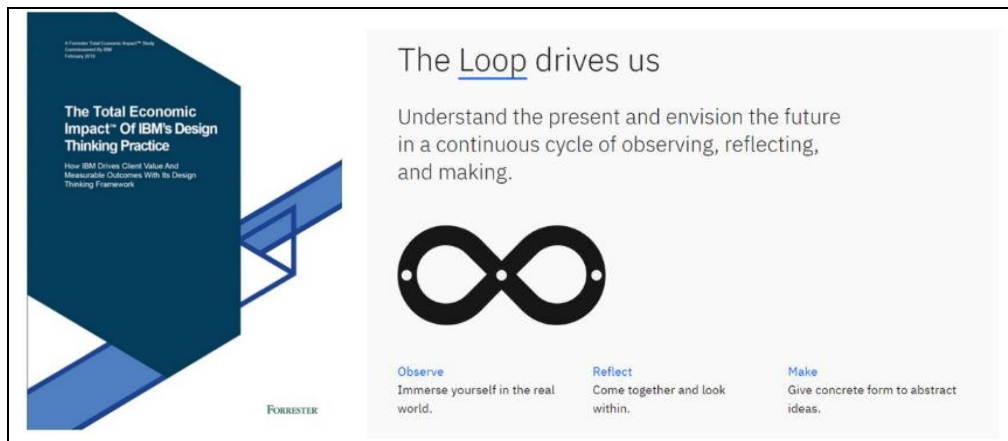 A Forrester Total Economic Impact™ Study
Commissioned By IBM
February 2018
The Total Economic
Impact™ Of IBM's Design
Thinking Practice
How IBM Drives Client Value And
Measurable Outcomes With Its Design
Thinking Framework
FORRESTER
The Loop drives us
Understand the present and envision the future
in a continuous cycle of observing, reflecting,
and making.
Observe
Immerse yourself in the real
world.
Reflect
Come together and look
within.
Make
Give concrete form to abstract
ideas.